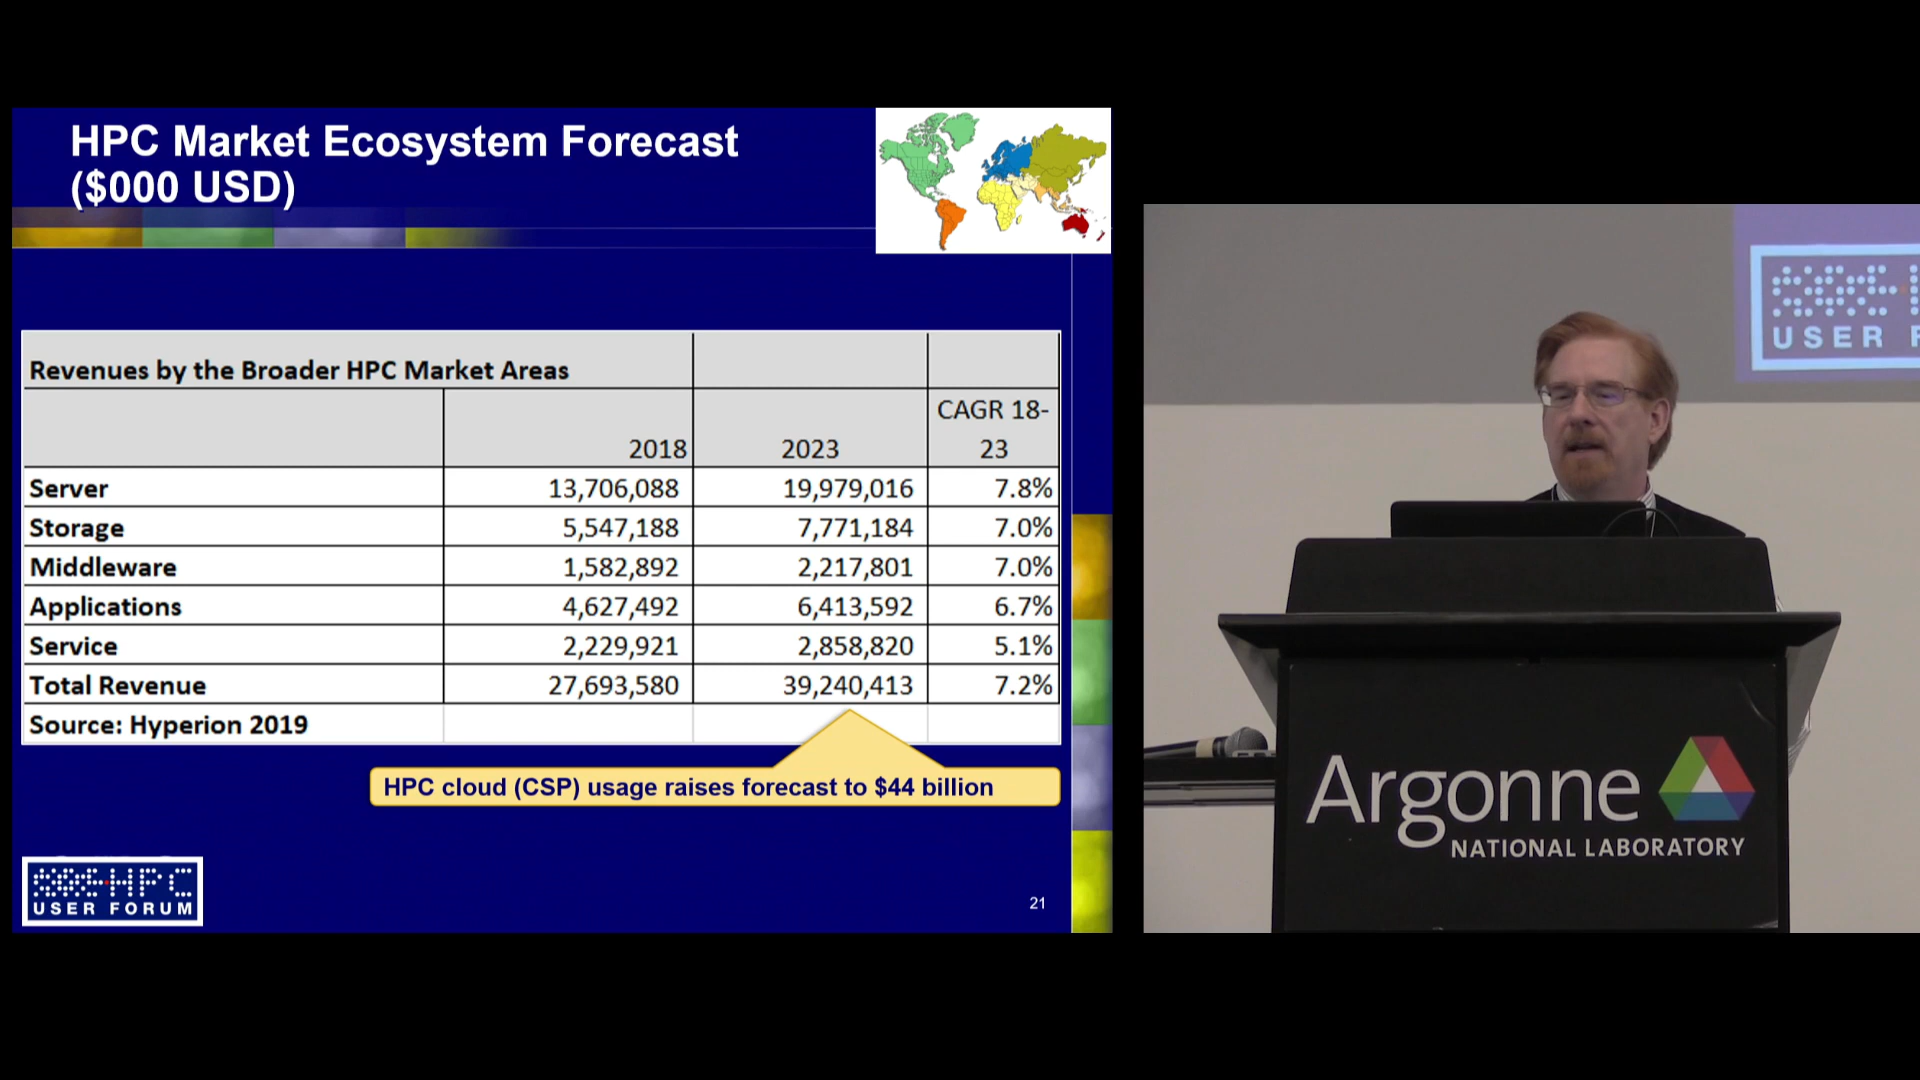 HPC Market Ecosystem Forecast
($000 USD)
Revenues by the Broader HPC Market Areas
2018 2023 CAGR 18-23
Server 13,706,088 19,979,016 7.8%
Storage 5,547,188 7,771,184 7.0%
Middleware 1,582,892 2,217,801 7.0%
Applications 4,627,492 6,413,592 6.7%
Service 2,229,921 2,858,820 5.1%
Total Revenue 27,693,580 39,240,413 7.2%
Source: Hyperion 2019
HPC cloud (CSP) usage raises forecast to $44 billion
HPC
USER FORUM
21
USER
Argonne
NATIONAL LABORATORY